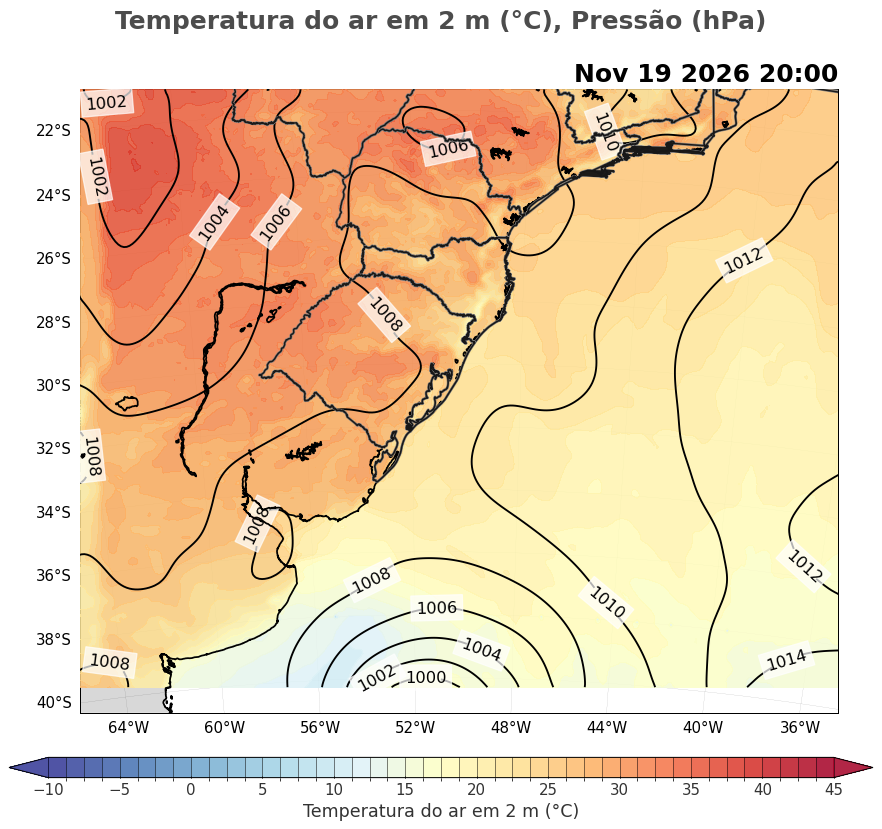 Temperatura do ar em 2 m (°C), Pressão (hPa)
Nov 19 2026 20:00
1002
1010
1006
22°S
1002
24°S
1004
1006
1012
26°S
28°S
1008
30°S
1008
32°S
1008
34°S
1012
36°S
1008
1006
1010
38°S
1004
1008
1014
1002
1000
40°S
64°W 60°W 56°W 52°W 48°W 44°W 40°W 36°W
−10 −5 0 5 10 15 20 25 30 35 40 45
Temperatura do ar em 2 m (°C)